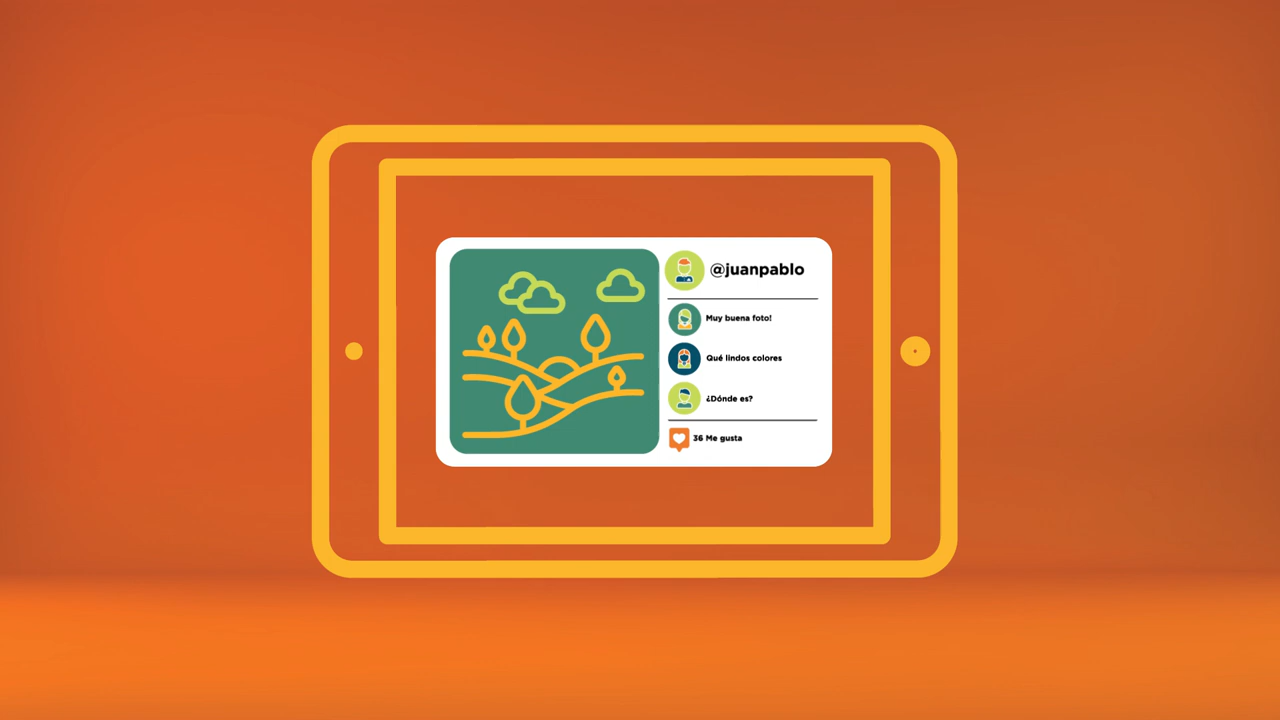 @juanpablo
Muy buena foto!
Qué lindos colores
¿Dónde es?
36 Me gusta